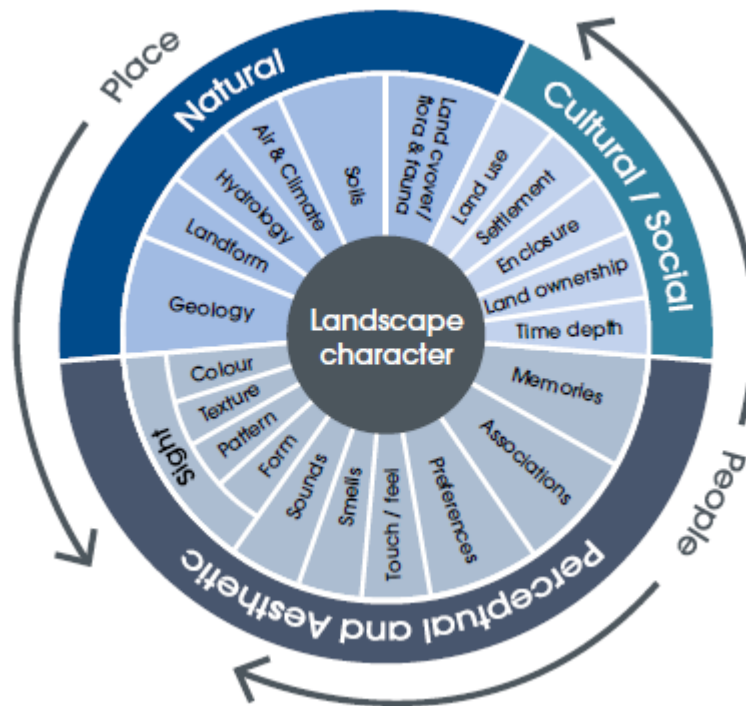 Place
Natural
Cultural / Social
People
Perceptual and Aesthetic
Landscape
character
Geology
Landform
Hydrology
Air & Climate
Soils
Land cvover/
flora & fauna
Land use
Settlement
Enclosure
Land ownership
Time depth
Memories
Associations
Preferences
Touch / feel
Smells
Sounds
Sight
Form
Pattern
Texture
Colour